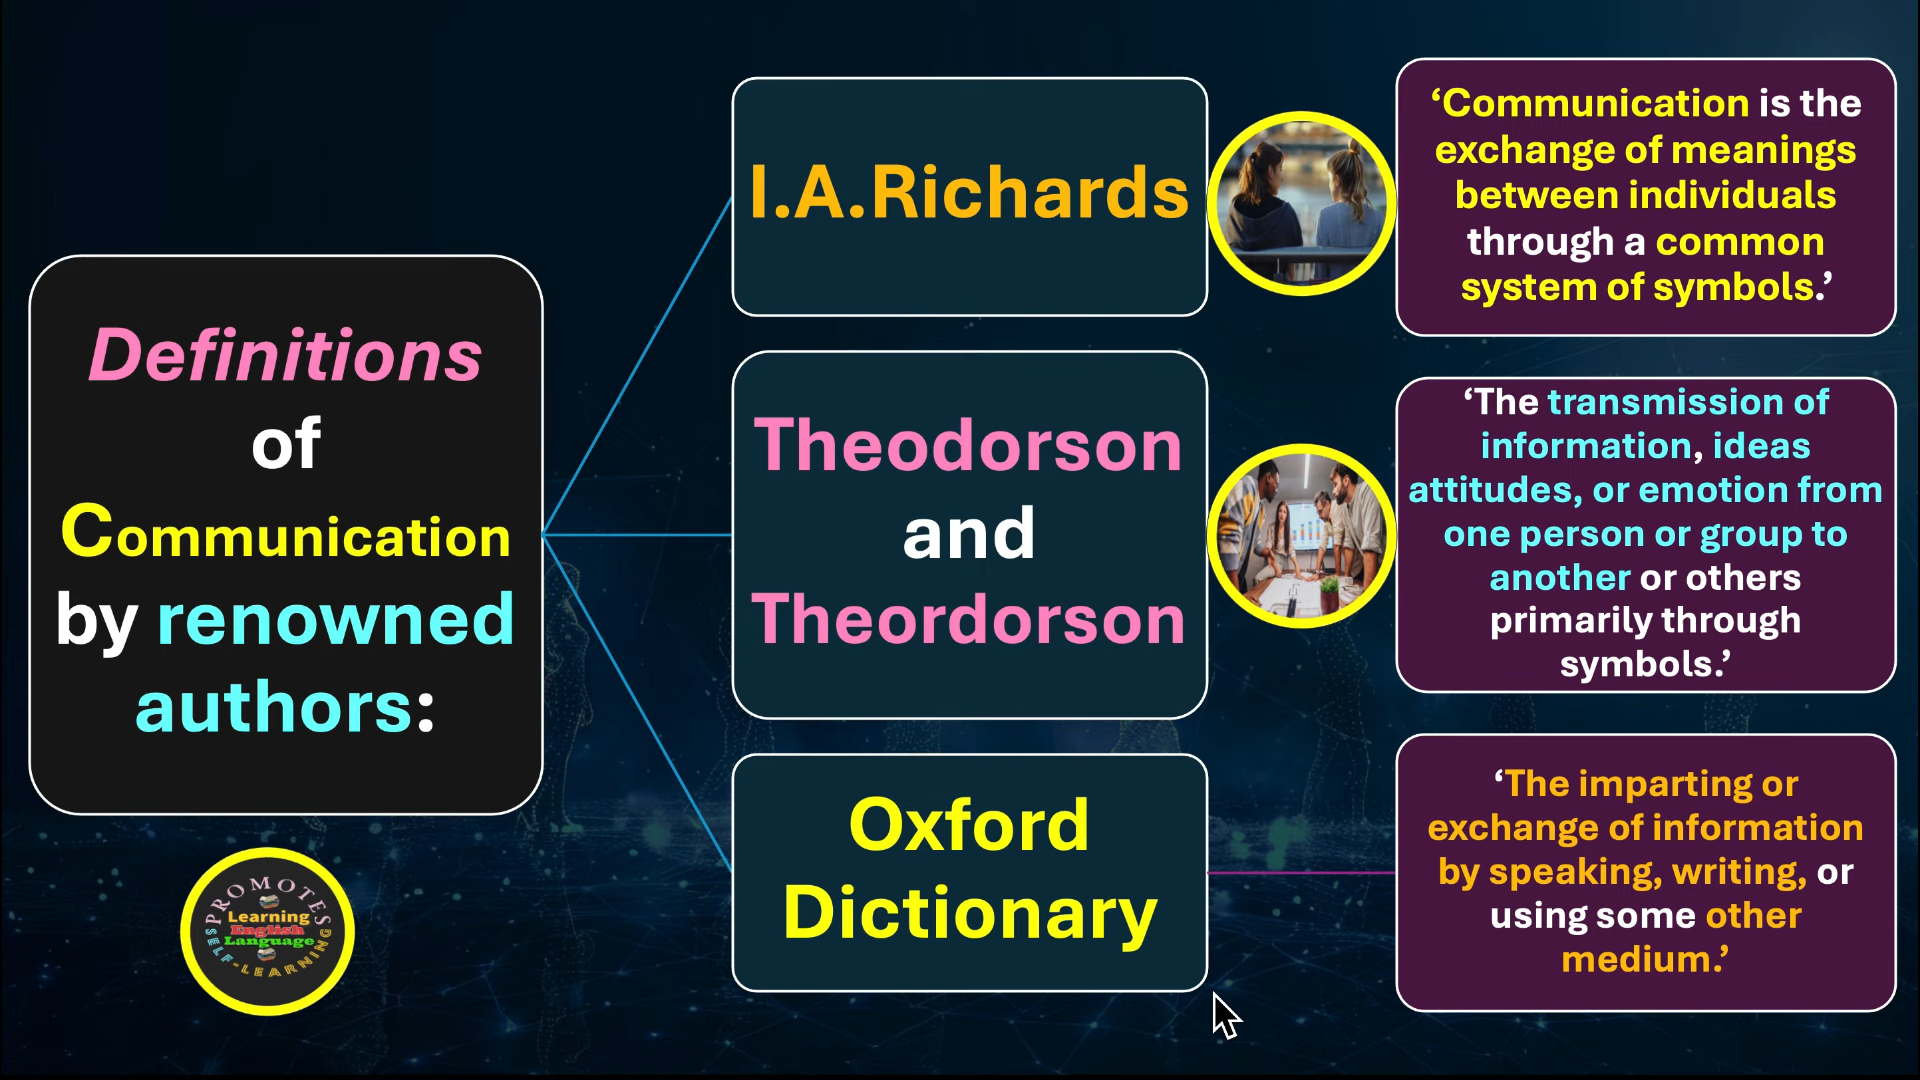 Definitions
of
Communication
by renowned
authors:
I.A.Richards
‘Communication is the
exchange of meanings
between individuals
through a common
system of symbols.’
Theodorson
and
Theordorson
‘The transmission of
information, ideas
attitudes, or emotion from
one person or group to
another or others
primarily through
symbols.’
Oxford
Dictionary
‘The imparting or
exchange of information
by speaking, writing, or
using some other
medium.’
PROMOTES
Learning
English
Language
SELF-LEARNING